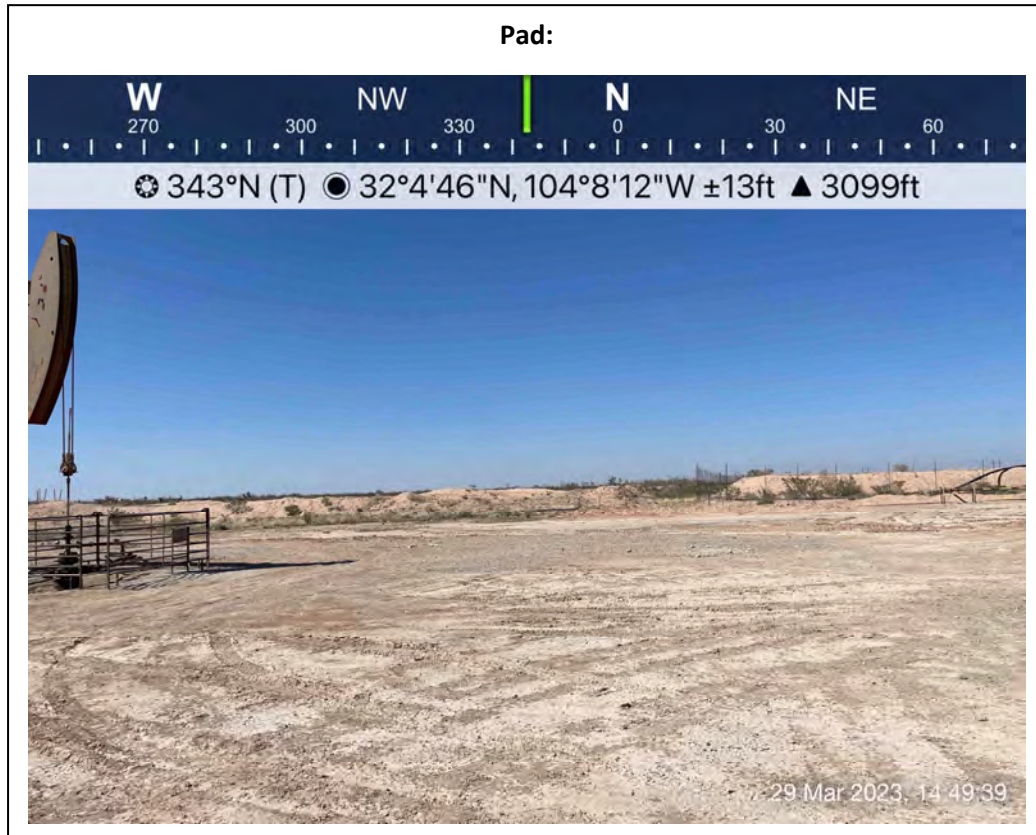 Pad:
W NW N NE
270 300 330 0 30 60
343°N (T) 32°4'46"N, 104°8'12"W ±13ft ▲ 3099ft
29 Mar 2023, 14:49:39